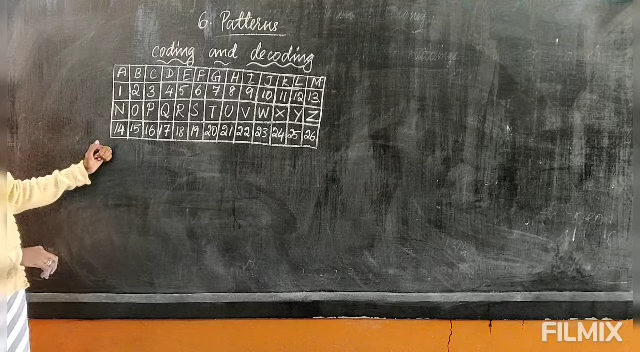 6. Patterns
coding and decoding
A B C D E F G H I J K L M
1 2 3 4 5 6 7 8 9 10 11 12 13
N O P Q R S T U V W X Y Z
14 15 16 17 18 19 20 21 22 23 24 25 26
FILMIX